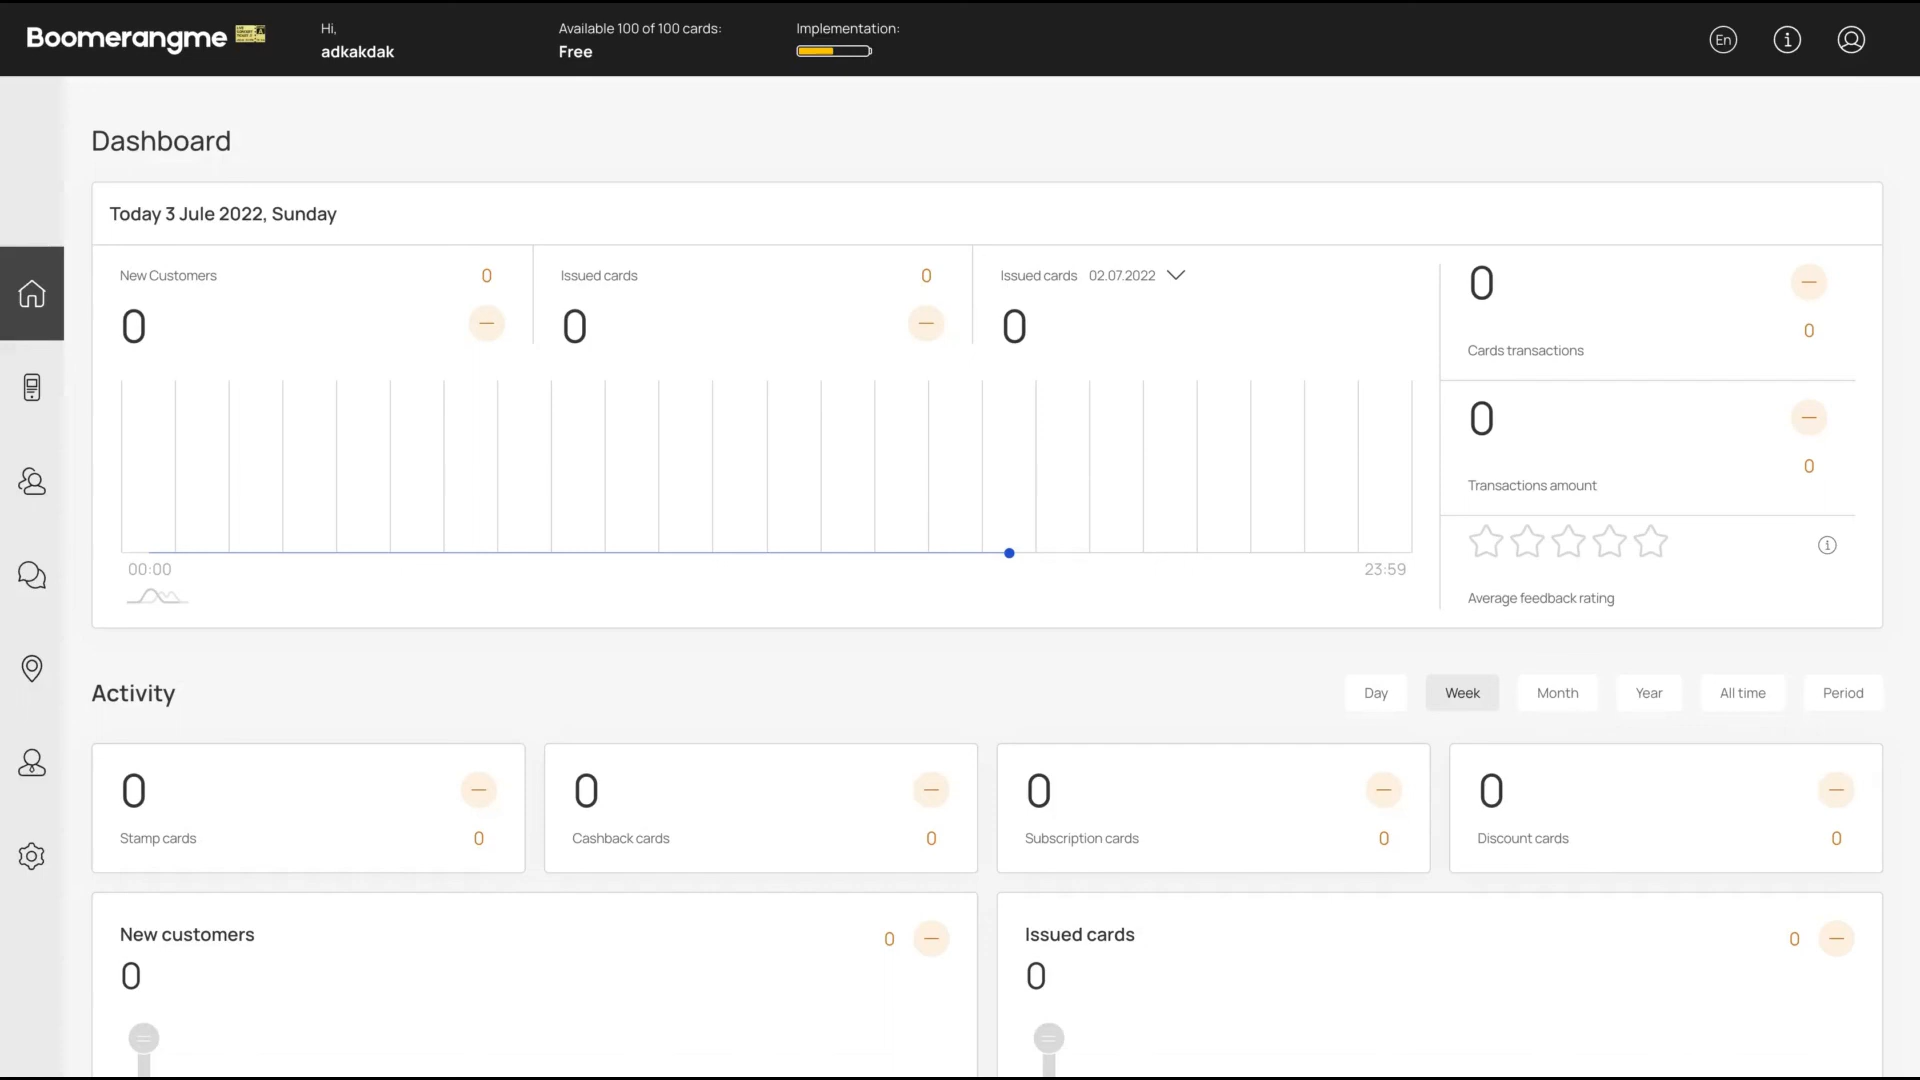 Boomerangme
Hi,
adkakdak
Available 100 of 100 cards:
Free
Implementation:
En
Dashboard
Today 3 Jule 2022, Sunday
New Customers 0
0
Issued cards 0
0
Issued cards 02.07.2022
0
0
0
Cards transactions
0
0
Transactions amount
Average feedback rating
00:00
23:59
Activity
Day
Week
Month
Year
All time
Period
0
Stamp cards 0
0
Cashback cards 0
0
Subscription cards 0
0
Discount cards 0
New customers 0
0
Issued cards 0
0